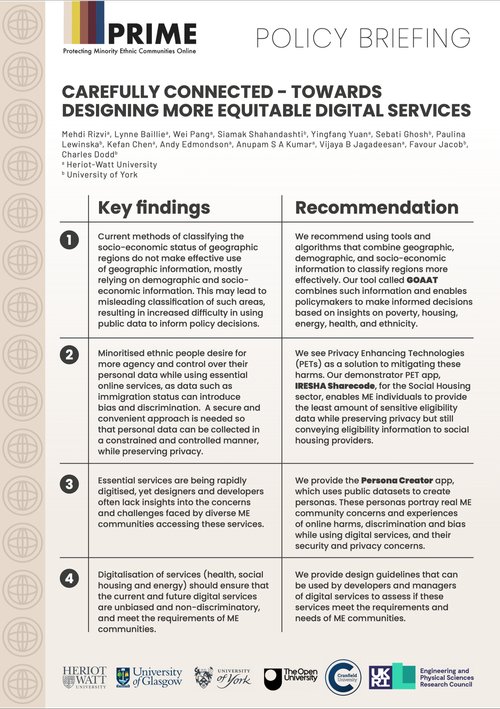 PRIME
Protecting Minority Ethnic Communities Online
POLICY BRIEFING
CAREFULLY CONNECTED - TOWARDS
DESIGNING MORE EQUITABLE DIGITAL SERVICES
Mehdi Rizviᵃ, Lynne Baillieᵃ, Wei Pangᵃ, Siamak Shahandashtiᵇ, Yingfang Yuanᵃ, Sebati Ghoshᵇ, Paulina
Lewinskaᵇ, Kefan Chenᵃ, Andy Edmondsonᵃ, Anupam S A Kumarᵃ, Vijaya B Jagadeesanᵃ, Favour Jacobᵇ,
Charles Doddᵇ
ᵃ Heriot-Watt University
ᵇ University of York
Key findings
Recommendation
1
Current methods of classifying the
socio-economic status of geographic
regions do not make effective use
of geographic information, mostly
relying on demographic and socio-
economic information. This may lead to
misleading classification of such areas,
resulting in increased difficulty in using
public data to inform policy decisions.
We recommend using tools and
algorithms that combine geographic,
demographic, and socio-economic
information to classify regions more
effectively. Our tool called GOAAT
combines such information and enables
policymakers to make informed decisions
based on insights on poverty, housing,
energy, health, and ethnicity.
2
Minoritised ethnic people desire for
more agency and control over their
personal data while using essential
online services, as data such as
immigration status can introduce
bias and discrimination. A secure and
convenient approach is needed so
that personal data can be collected in
a constrained and controlled manner,
while preserving privacy.
We see Privacy Enhancing Technologies
(PETs) as a solution to mitigating these
harms. Our demonstrator PET app,
IRESHA Sharecode, for the Social Housing
sector, enables ME individuals to provide
the least amount of sensitive eligibility
data while preserving privacy but still
conveying eligibility information to social
housing providers.
3
Essential services are being rapidly
digitised, yet designers and developers
often lack insights into the concerns
and challenges faced by diverse ME
communities accessing these services.
We provide the Persona Creator app,
which uses public datasets to create
personas. These personas portray real ME
community concerns and experiences
of online harms, discrimination and bias
while using digital services, and their
security and privacy concerns.
4
Digitalisation of services (health, social
housing and energy) should ensure that
the current and future digital services
are unbiased and non-discriminatory,
and meet the requirements of ME
communities.
We provide design guidelines that can
be used by developers and managers
of digital services to assess if these
services meet the requirements and
needs of ME communities.
HERIOT
WATT
UNIVERSITY
University
of Glasgow
UNIVERSITY
of York
The Open
University
Cranfield
University
UKRI
Engineering and
Physical Sciences
Research Council